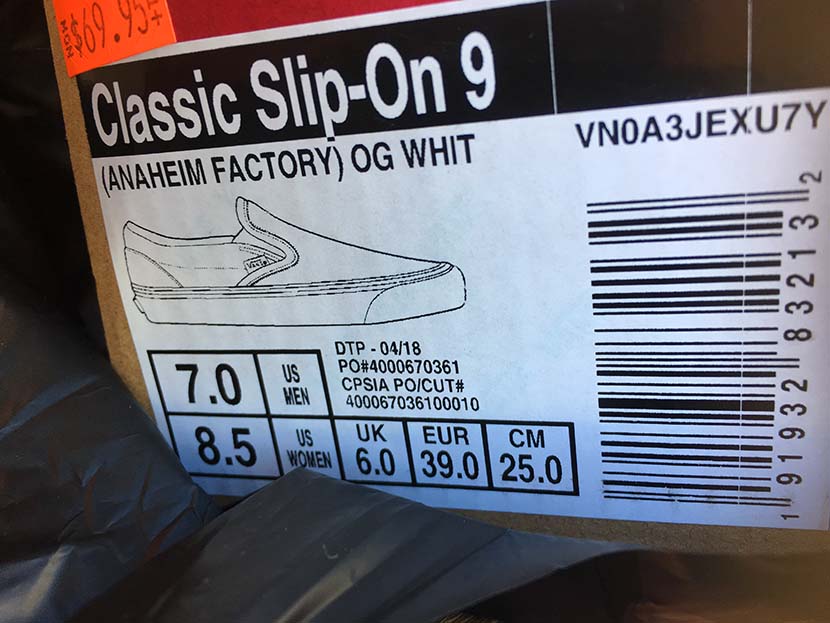 $69.95
Classic Slip-On 9
(ANAHEIM FACTORY) OG WHIT
VN0A3JEXU7Y
Vans
DTP - 04/18
PO#4000670361
CPSIA PO/CUT#
400067036100010
7.0 US MEN
8.5 US WOMEN
UK 6.0
EUR 39.0
CM 25.0
1 91932 83213 2